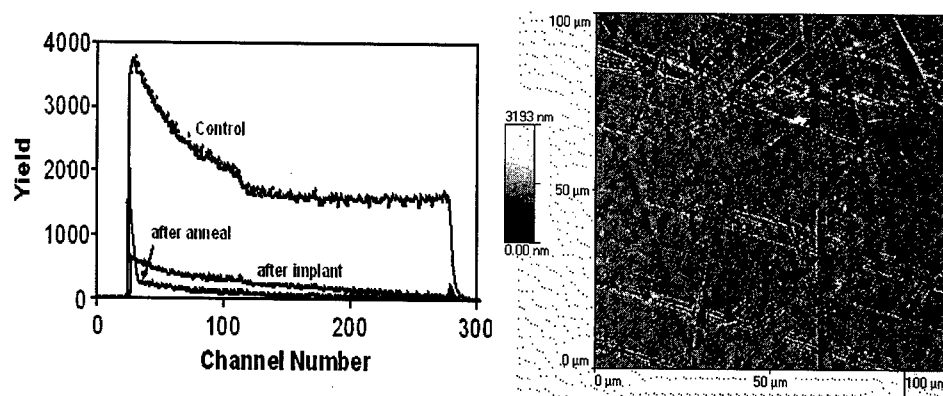 4000
3000
2000
1000
0
Yield
Control
after anneal
after implant
0 100 200 300
Channel Number
100 µm
3193 nm
50 µm
0.00 nm
0 µm
0 µm 50 µm 100 µm